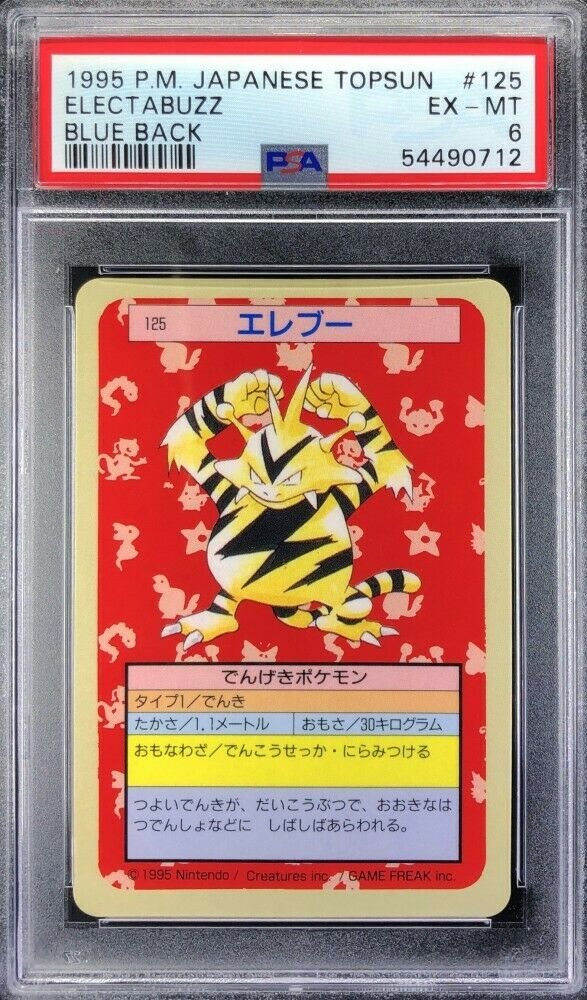 1995 P.M. JAPANESE TOPSUN #125
ELECTABUZZ EX - MT
BLUE BACK 6
PSA 54490712
125 エレブー
でんげきポケモン
タイプ1/でんき
たかさ/1.1メートル おもさ/30キログラム
おもなわざ/でんこうせっか・にらみつける
つよいでんきが、だいこうぶつで、おおきなは
つでんしょなどに しばしばあらわれる。
© 1995 Nintendo / Creatures inc. / GAME FREAK inc.